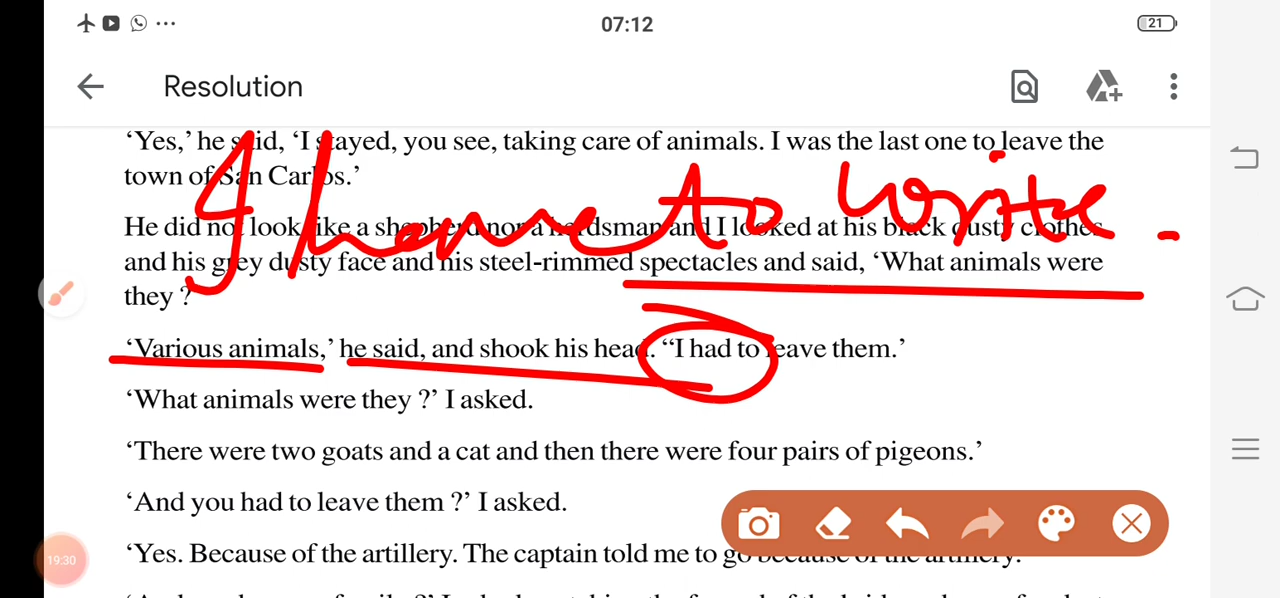 07:12
21
Resolution
‘Yes,’ he said, ‘I stayed, you see, taking care of animals. I was the last one to leave the
town of San Carlos.’
I have to write
He did not look like a shepherd nor a herdsman and I looked at his black dusty clothes
and his grey dusty face and his steel-rimmed spectacles and said, ‘What animals were
they ?
‘Various animals,’ he said, and shook his head. “I had to leave them.’
‘What animals were they ?’ I asked.
‘There were two goats and a cat and then there were four pairs of pigeons.’
‘And you had to leave them ?’ I asked.
‘Yes. Because of the artillery. The captain told me to go because of the artillery.’
19:30